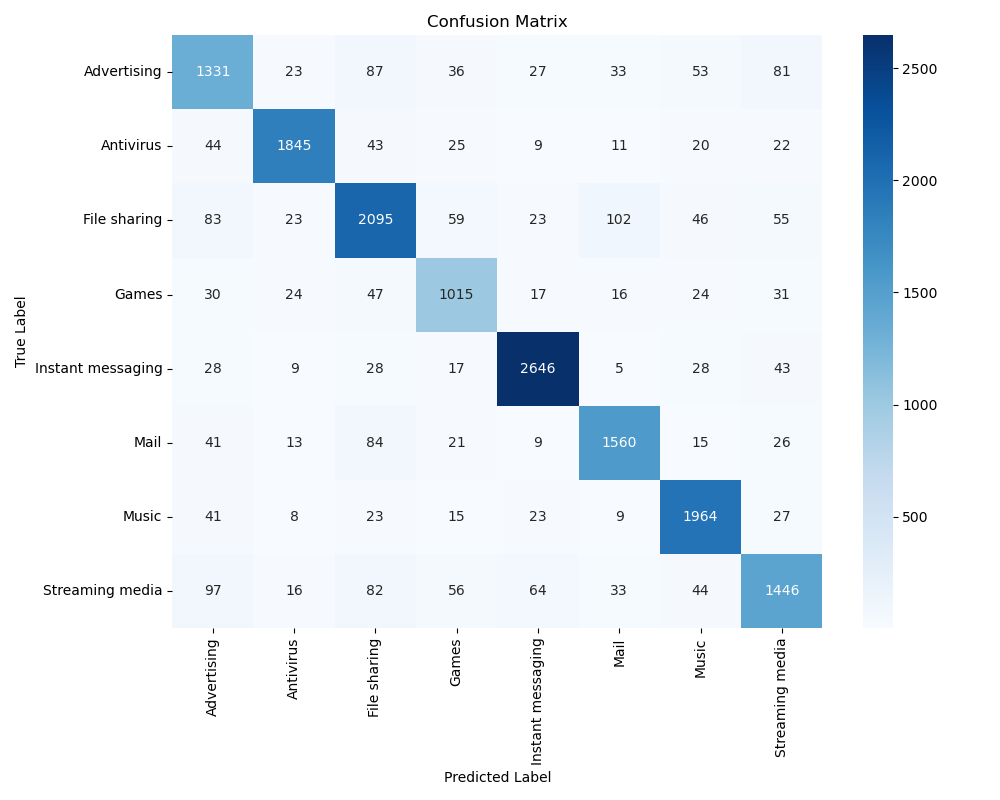 Confusion Matrix
Advertising 1331 23 87 36 27 33 53 81
Antivirus 44 1845 43 25 9 11 20 22
File sharing 83 23 2095 59 23 102 46 55
Games 30 24 47 1015 17 16 24 31
Instant messaging 28 9 28 17 2646 5 28 43
Mail 41 13 84 21 9 1560 15 26
Music 41 8 23 15 23 9 1964 27
Streaming media 97 16 82 56 64 33 44 1446
True Label
Advertising
Antivirus
File sharing
Games
Instant messaging
Mail
Music
Streaming media
Predicted Label
2500
2000
1500
1000
500